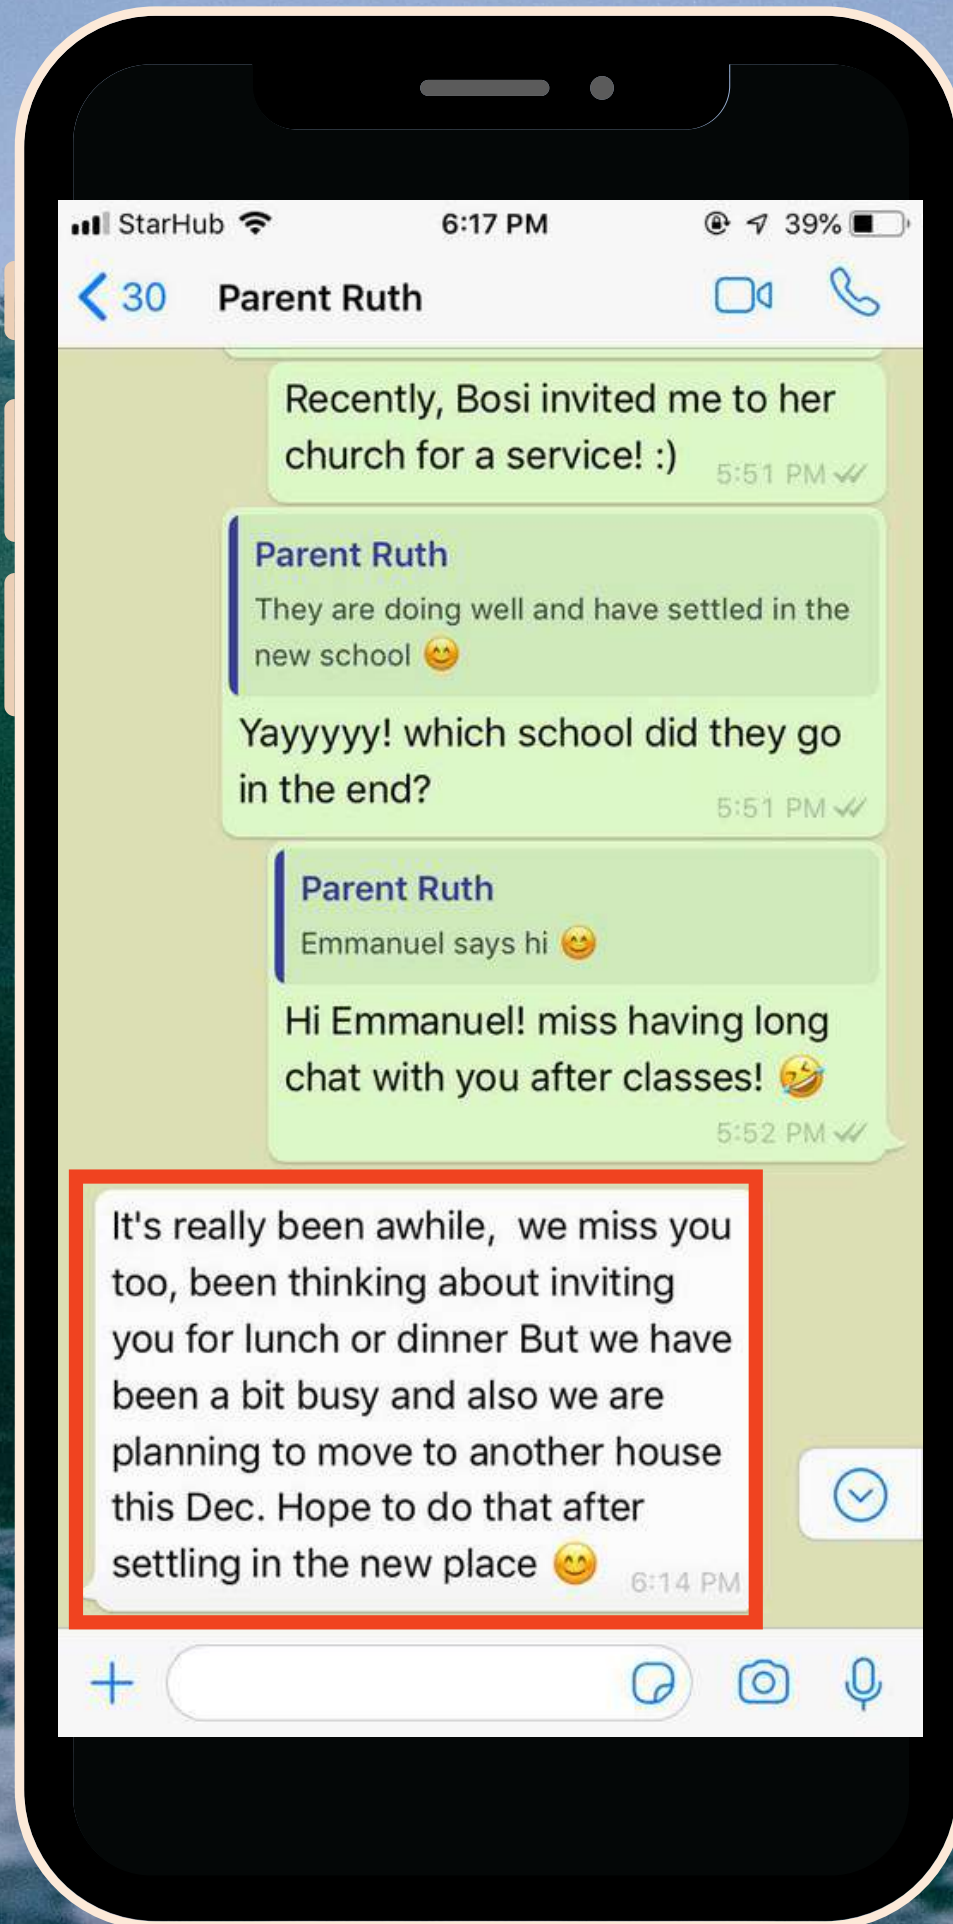 StarHub 6:17 PM 39%
30 Parent Ruth
Recently, Bosi invited me to her
church for a service! :) 5:51 PM
Parent Ruth
They are doing well and have settled in the
new school 😊
Yayyyyy! which school did they go
in the end? 5:51 PM
Parent Ruth
Emmanuel says hi 😊
Hi Emmanuel! miss having long
chat with you after classes! 🤣
5:52 PM
It's really been awhile,  we miss you
too, been thinking about inviting
you for lunch or dinner But we have
been a bit busy and also we are
planning to move to another house
this Dec. Hope to do that after
settling in the new place 😊 6:14 PM